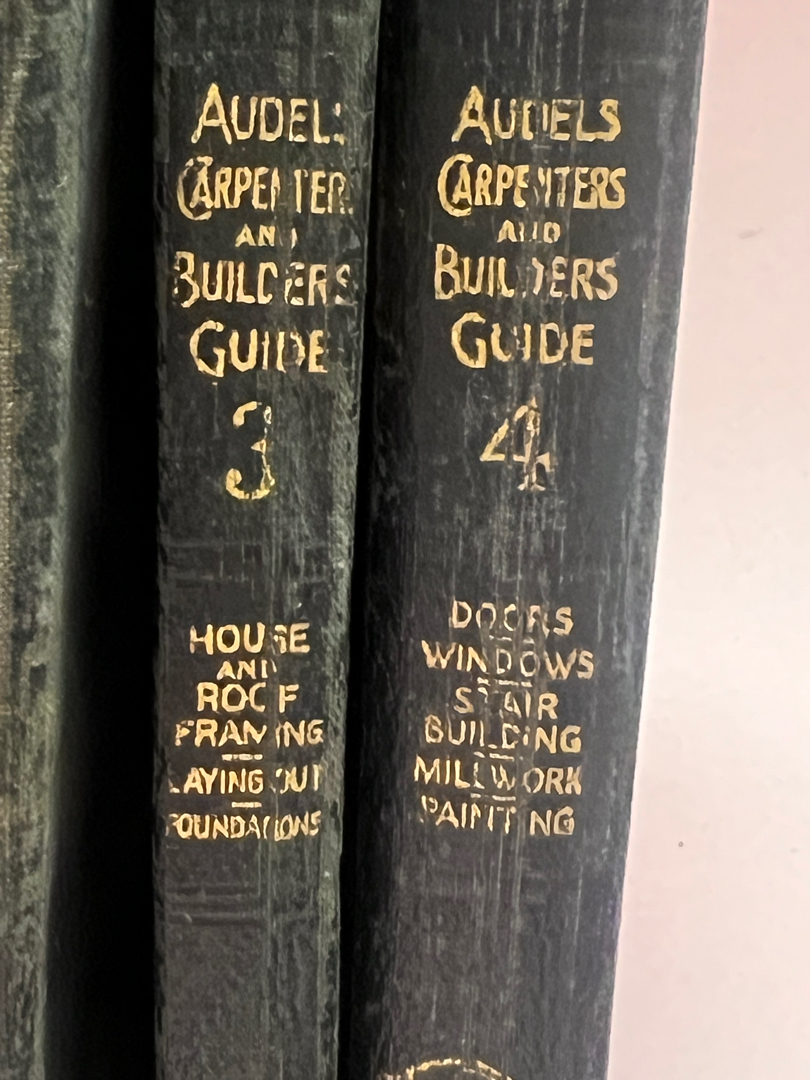 AUDELS
CARPENTERS
AND
BUILDERS
GUIDE
3
HOUSE
AND
ROOF
FRAMING
LAYING OUT
FOUNDATIONS
AUDELS
CARPENTERS
AND
BUILDERS
GUIDE
4
DOORS
WINDOWS
STAIR
BUILDING
MILLWORK
PAINTING